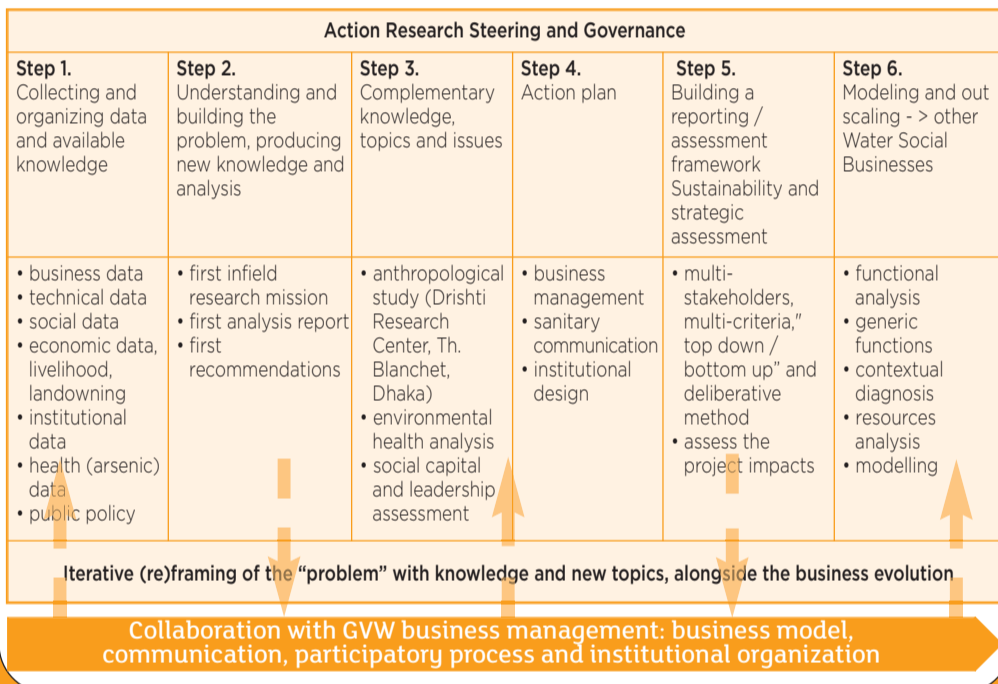 Action Research Steering and Governance
Step 1.
Collecting and
organizing data
and available
knowledge
Step 2.
Understanding and
building the
problem, producing
new knowledge and
analysis
Step 3.
Complementary
knowledge,
topics and issues
Step 4.
Action plan
Step 5.
Building a
reporting /
assessment
framework
Sustainability and
strategic
assessment
Step 6.
Modeling and out
scaling - > other
Water Social
Businesses
• business data
• technical data
• social data
• economic data,
livelihood,
landowning
• institutional
data
• health (arsenic)
data
• public policy
• first infield
research mission
• first analysis report
• first
recommendations
• anthropological
study (Drishti
Research
Center, Th.
Blanchet,
Dhaka)
• environmental
health analysis
• social capital
and leadership
assessment
• business
management
• sanitary
communication
• institutional
design
• multi-
stakeholders,
multi-criteria,"
top down /
bottom up" and
deliberative
method
• assess the
project impacts
• functional
analysis
• generic
functions
• contextual
diagnosis
• resources
analysis
• modelling
Iterative (re)framing of the "problem" with knowledge and new topics, alongside the business evolution
Collaboration with GVW business management: business model,
communication, participatory process and institutional organization